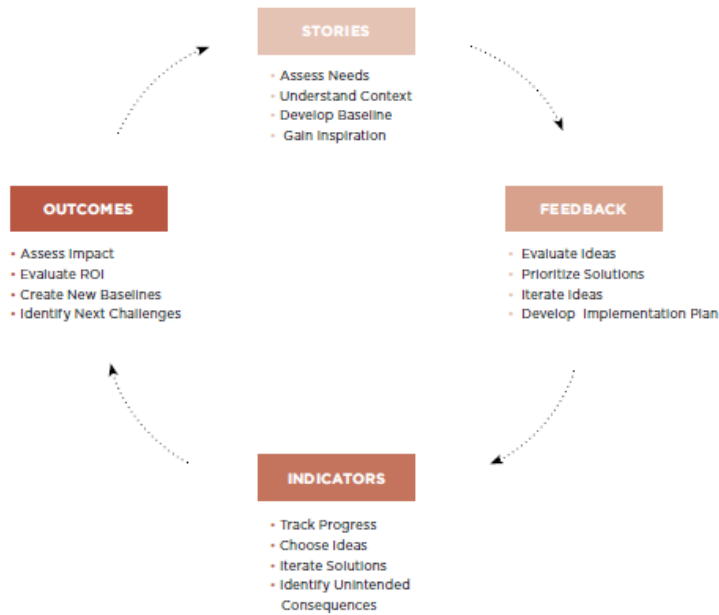 STORIES
• Assess Needs
• Understand Context
• Develop Baseline
• Gain Inspiration
OUTCOMES
• Assess Impact
• Evaluate ROI
• Create New Baselines
• Identify Next Challenges
FEEDBACK
• Evaluate Ideas
• Prioritize Solutions
• Iterate Ideas
• Develop Implementation Plan
INDICATORS
• Track Progress
• Choose Ideas
• Iterate Solutions
• Identify Unintended
Consequences